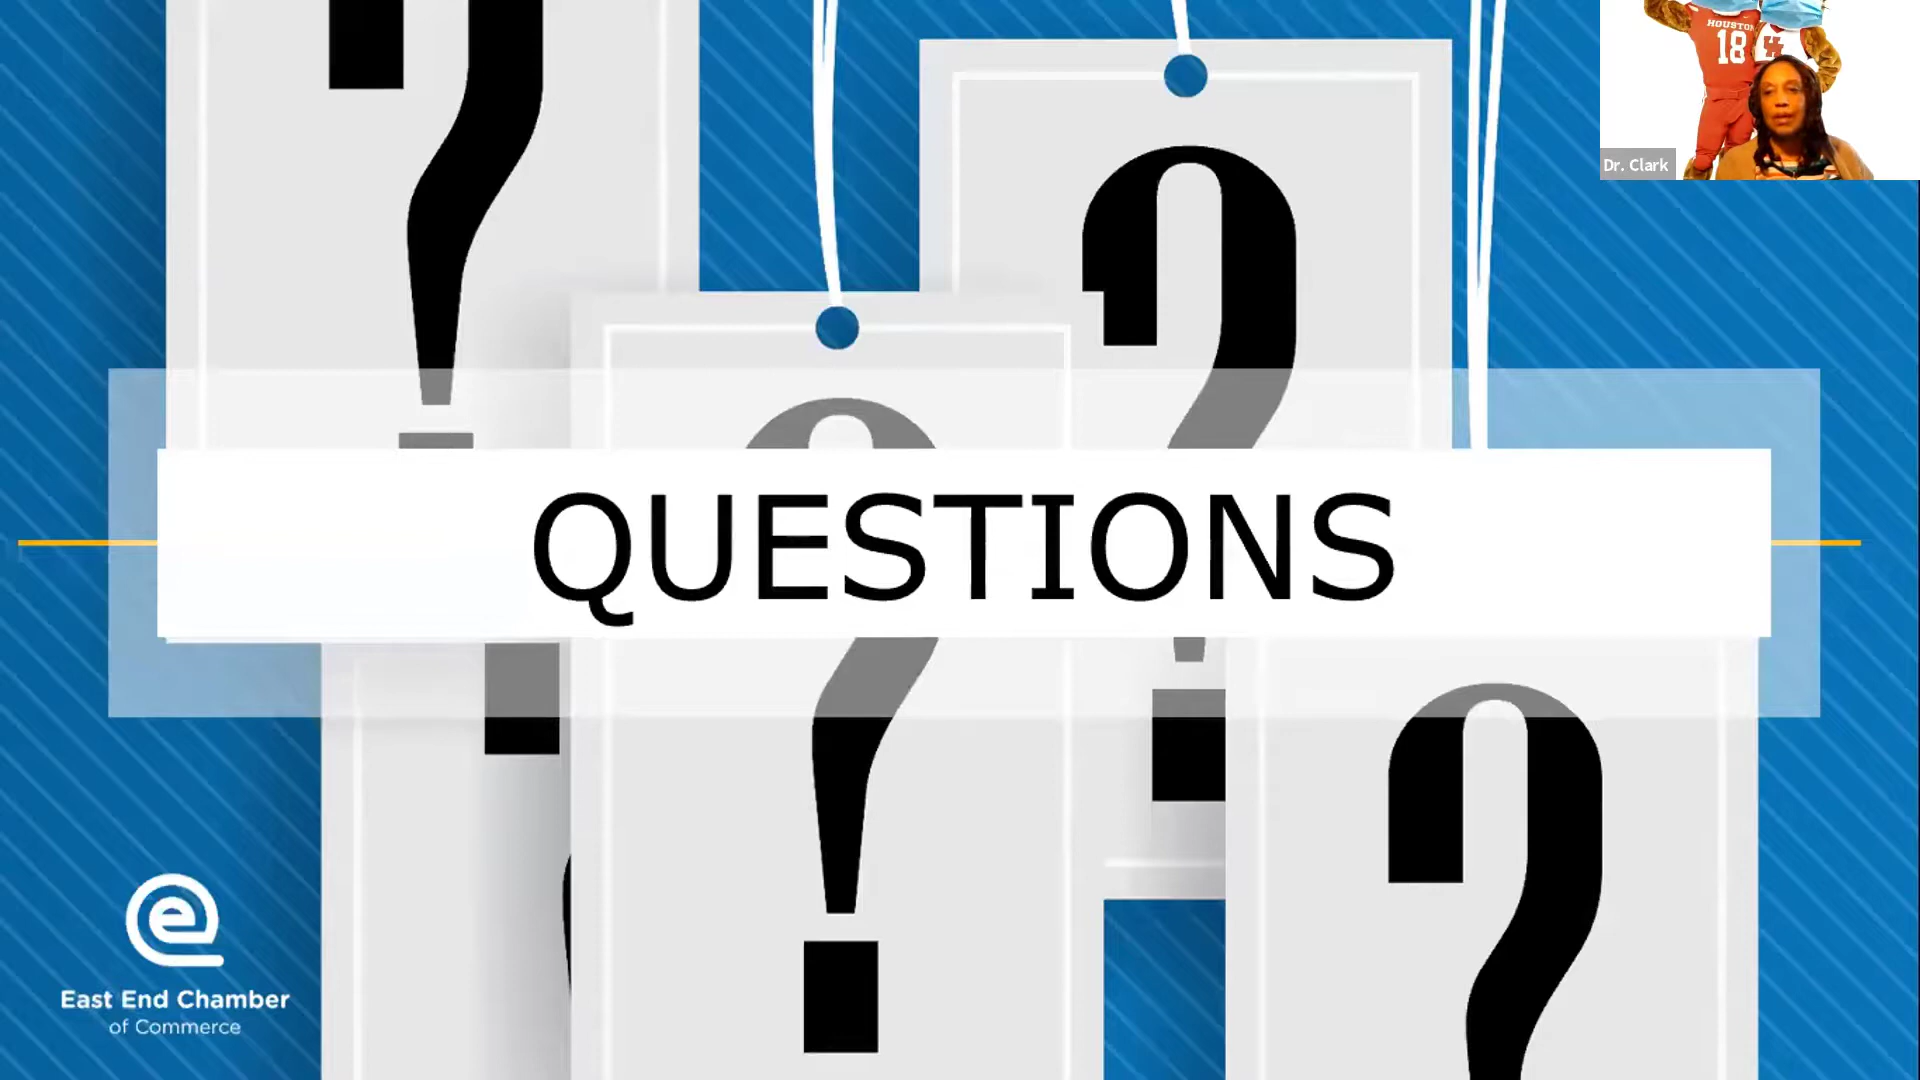 HOUSTON
18
Dr. Clark
QUESTIONS
East End Chamber
of Commerce